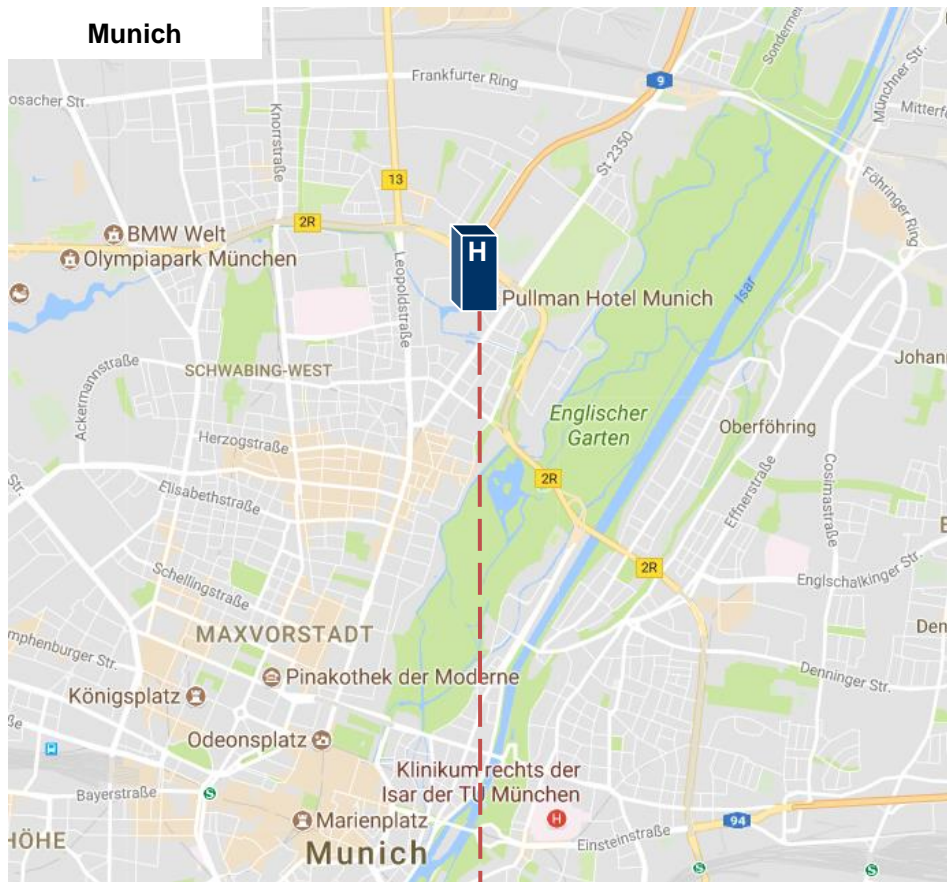 Munich
Frankfurter Ring
9
Sondermei
osacher Str.
Knorrstraße
Münchner Str.
Mitterfe
St 2350
13
Föhringer Ring
2R
BMW Welt
Olympiapark München
Leopoldstraße
H
Isar
Pullman Hotel Munich
Ackermannstraße
SCHWABING-WEST
Johann
Englischer
Garten
Oberföhring
Herzogstraße
2R
Effnerstraße
Cosimastraße
Str.
Elisabethstraße
E
2R
Englschalkinger Str.
Schellingstraße
MAXVORSTADT
mphenburger Str.
Den
Pinakothek der Moderne
Denninger Str.
Königsplatz
ße
Odeonsplatz
Klinikum rechts der
Isar der TU München
Bayerstraße
S
Marienplatz
H
94
HÖHE
Munich
Einsteinstraße
S
S